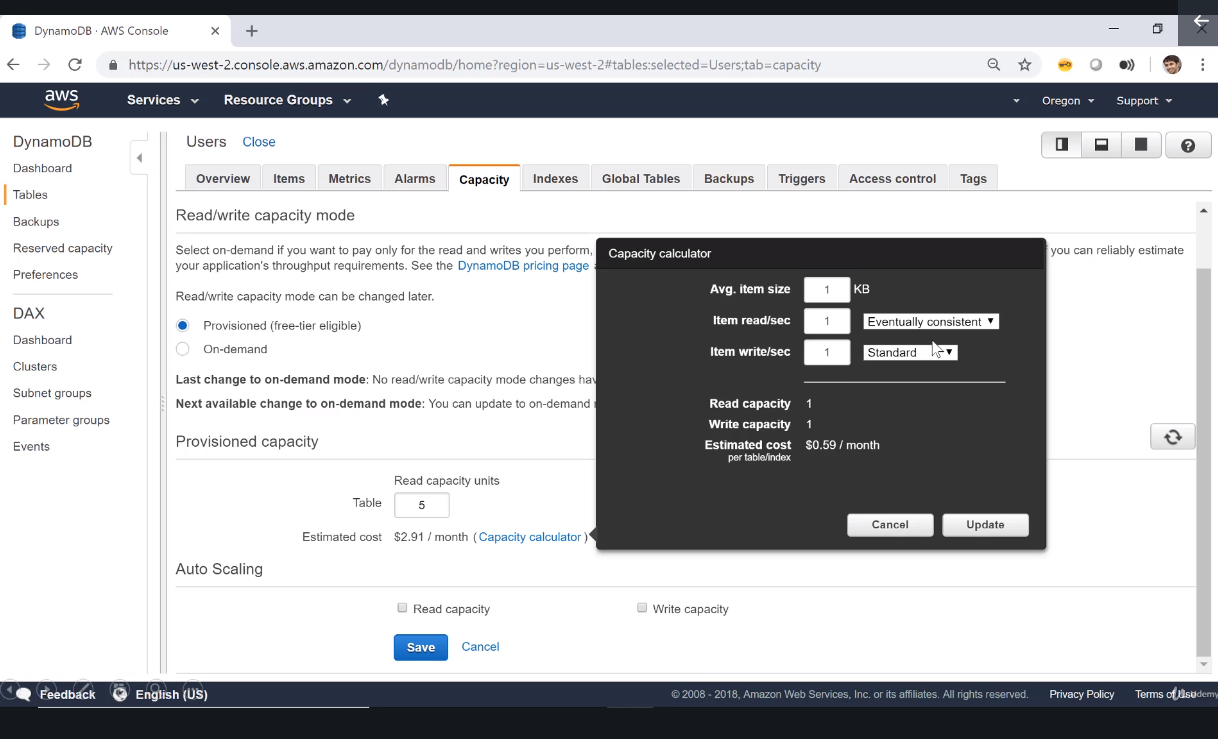 DynamoDB · AWS Console
https://us-west-2.console.aws.amazon.com/dynamodb/home?region=us-west-2#tables:selected=Users;tab=capacity
aws
Services
Resource Groups
Oregon
Support
DynamoDB
Dashboard
Tables
Backups
Reserved capacity
Preferences
DAX
Dashboard
Clusters
Subnet groups
Parameter groups
Events
Users Close
Overview Items Metrics Alarms Capacity Indexes Global Tables Backups Triggers Access control Tags
Read/write capacity mode
Select on-demand if you want to pay only for the read and writes you perform, you can reliably estimate
your application's throughput requirements. See the DynamoDB pricing page
Read/write capacity mode can be changed later.
Provisioned (free-tier eligible)
On-demand
Last change to on-demand mode: No read/write capacity mode changes hav
Next available change to on-demand mode: You can update to on-demand
Provisioned capacity
Read capacity units
Table 5
Estimated cost $2.91 / month (Capacity calculator)
Auto Scaling
Read capacity Write capacity
Save Cancel
Capacity calculator
Avg. item size 1 KB
Item read/sec 1 Eventually consistent
Item write/sec 1 Standard
Read capacity 1
Write capacity 1
Estimated cost $0.59 / month
per table/index
Cancel Update
Feedback English (US)
© 2008 - 2018, Amazon Web Services, Inc. or its affiliates. All rights reserved. Privacy Policy Terms of Use